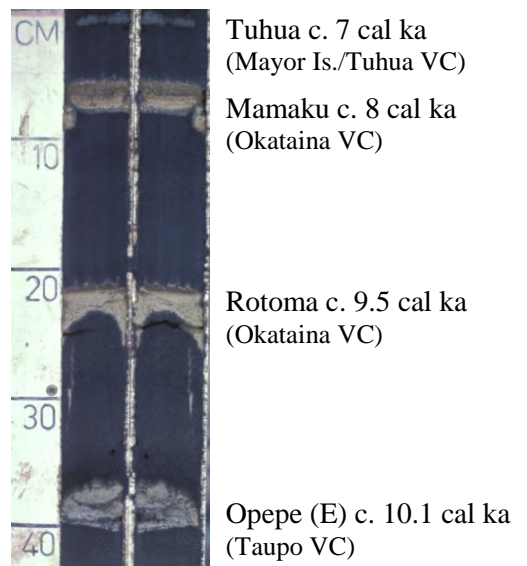 CM
Tuhua c. 7 cal ka
(Mayor Is./Tuhua VC)
Mamaku c. 8 cal ka
(Okataina VC)
10
20
Rotoma c. 9.5 cal ka
(Okataina VC)
30
Opepe (E) c. 10.1 cal ka
(Taupo VC)
40